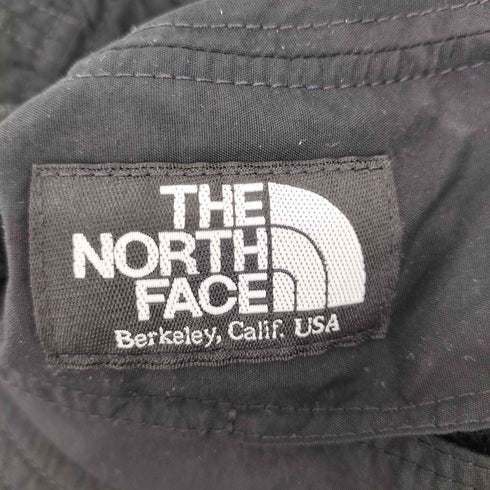 THE
NORTH
FACE
Berkeley, Calif. USA